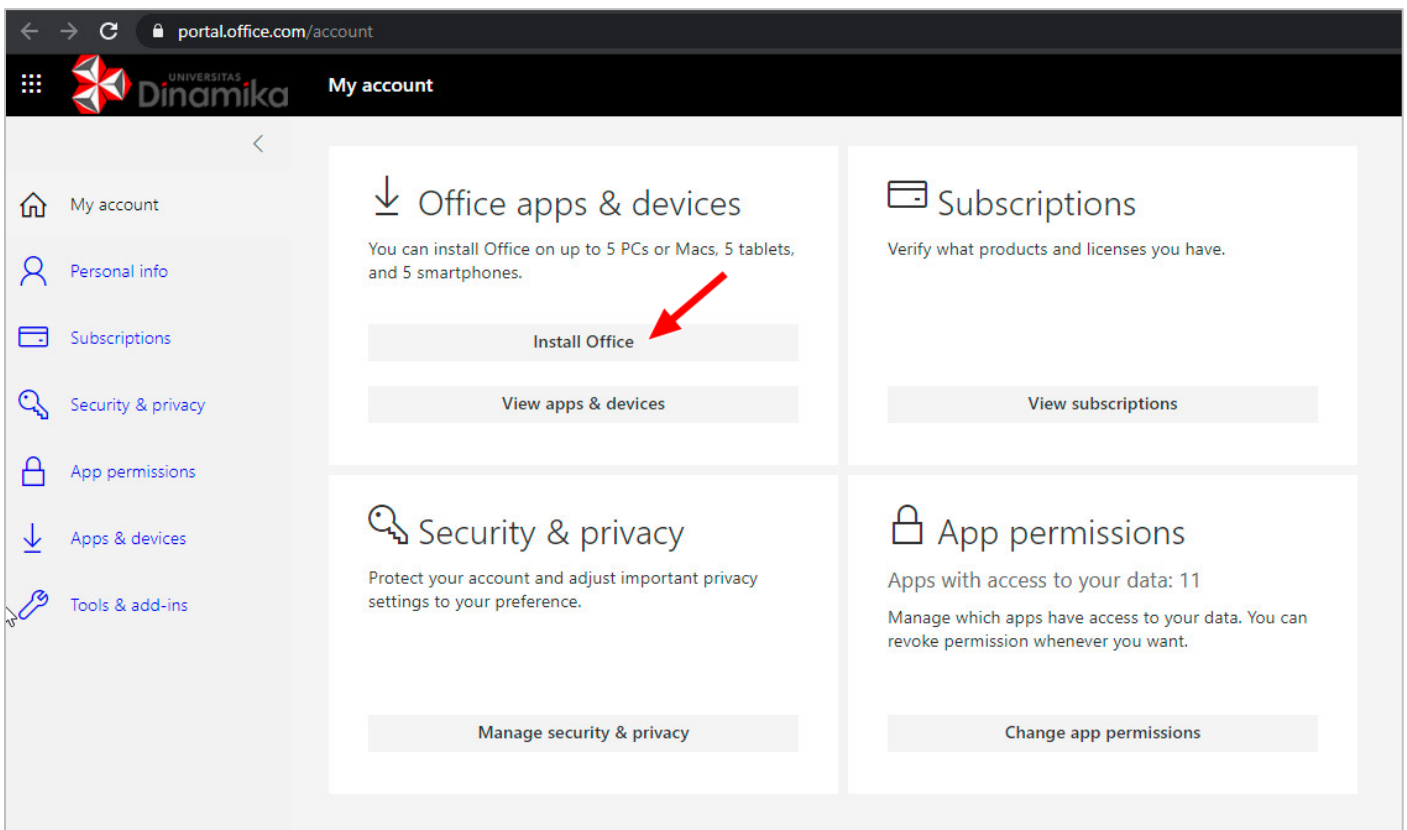 portal.office.com/account
UNIVERSITAS
Dinamika
My account
My account
Personal info
Subscriptions
Security & privacy
App permissions
Apps & devices
Tools & add-ins
Office apps & devices
You can install Office on up to 5 PCs or Macs, 5 tablets,
and 5 smartphones.
Install Office
View apps & devices
Subscriptions
Verify what products and licenses you have.
View subscriptions
Security & privacy
Protect your account and adjust important privacy
settings to your preference.
Manage security & privacy
App permissions
Apps with access to your data: 11
Manage which apps have access to your data. You can
revoke permission whenever you want.
Change app permissions